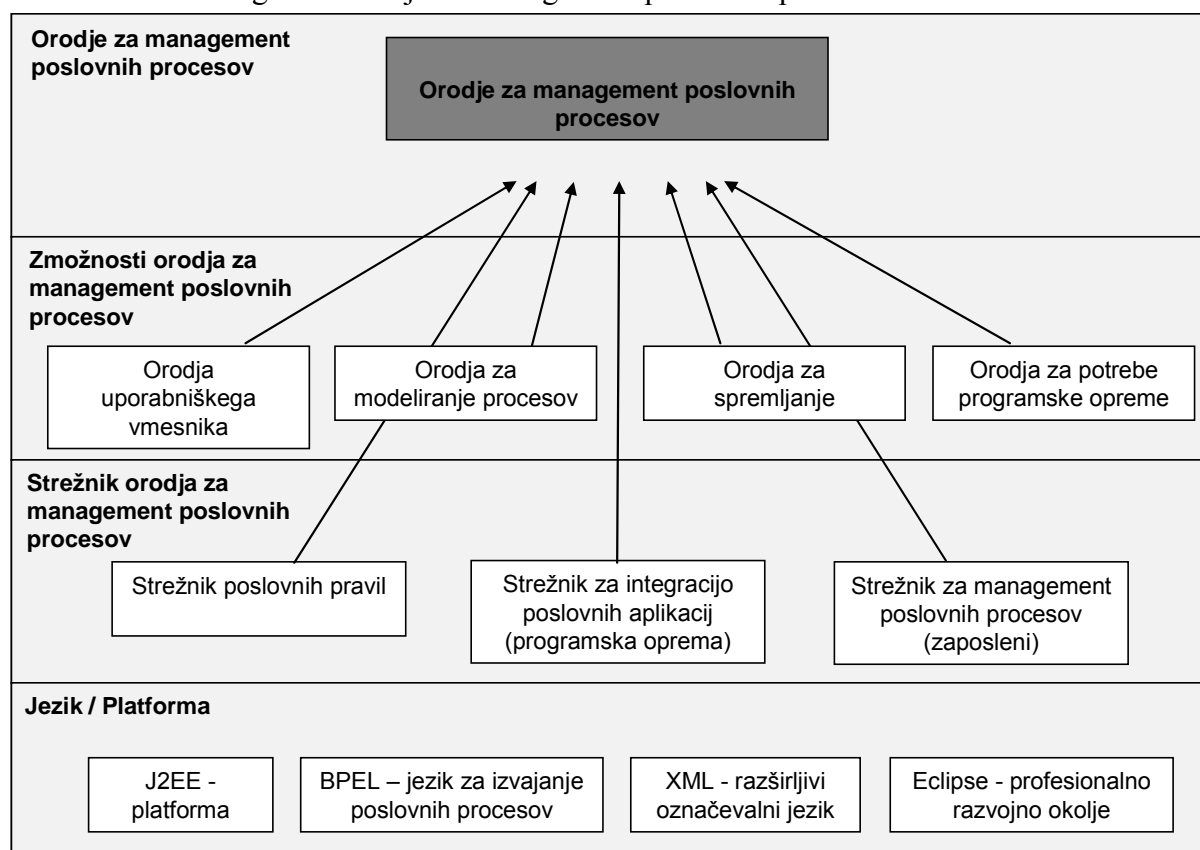 Orodje za management
poslovnih procesov
Orodje za management poslovnih
procesov
Zmožnosti orodja za
management poslovnih
procesov
Orodja
uporabniškega
vmesnika
Orodja za
modeliranje procesov
Orodja za
spremljanje
Orodja za potrebe
programske opreme
Strežnik orodja za
management poslovnih
procesov
Strežnik poslovnih pravil
Strežnik za integracijo
poslovnih aplikacij
(programska oprema)
Strežnik za management
poslovnih procesov
(zaposleni)
Jezik / Platforma
J2EE -
platforma
BPEL – jezik za izvajanje
poslovnih procesov
XML - razširljivi
označevalni jezik
Eclipse - profesionalno
razvojno okolje